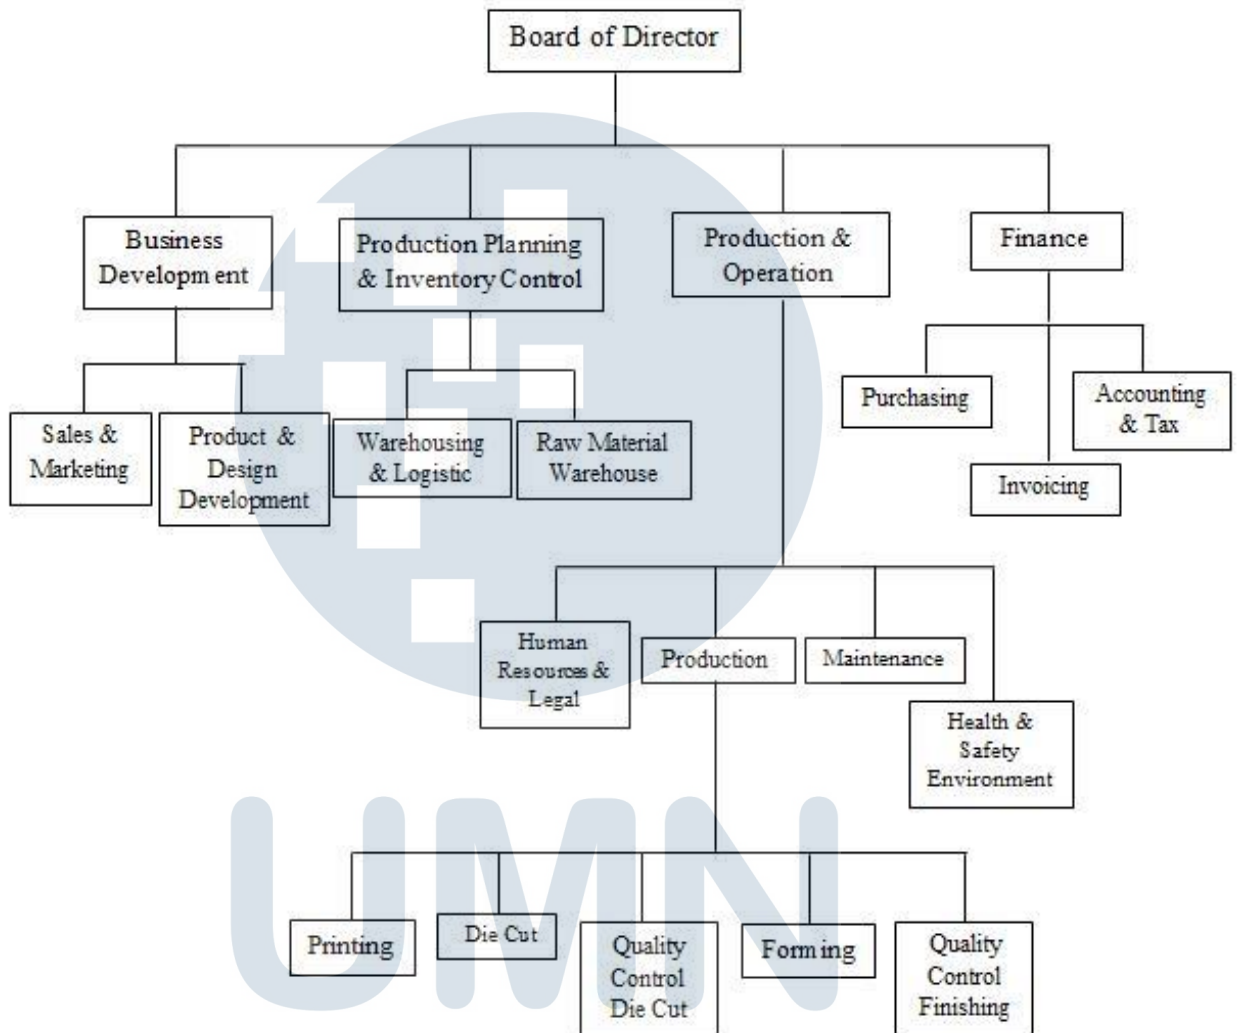 Board of Director
Business
Development
Production Planning
& Inventory Control
Production &
Operation
Finance
Sales &
Marketing
Product &
Design
Development
Warehousing
& Logistic
Raw Material
Warehouse
Purchasing
Invoicing
Accounting
& Tax
Human
Resources &
Legal
Production
Maintenance
Health &
Safety
Environment
Printing
Die Cut
Quality
Control
Die Cut
Forming
Quality
Control
Finishing
UMN